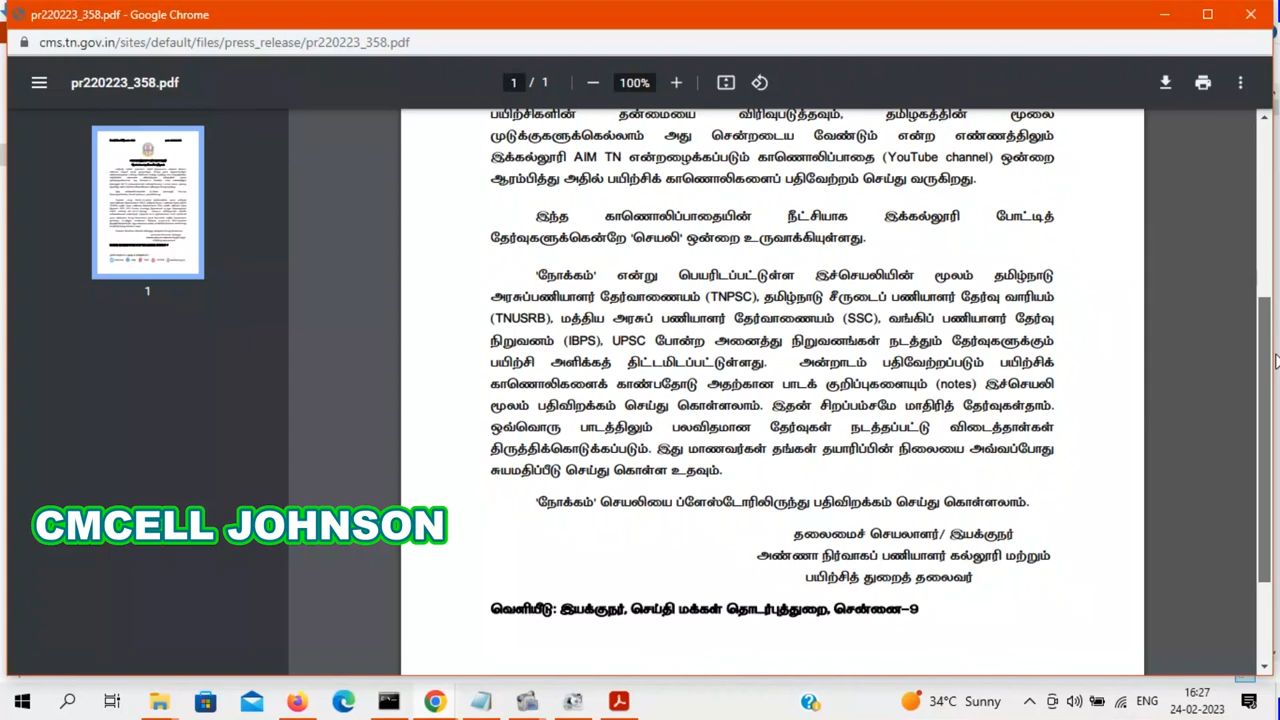 pr220223_358.pdf - Google Chrome
cms.tn.gov.in/sites/default/files/press_release/pr220223_358.pdf
pr220223_358.pdf
1 / 1
100%
1
பயிற்சிகளின் தன்மையை விரிவுபடுத்தவும், தமிழகத்தின் மூலை
முடுக்குகளுக்கெல்லாம் அது சென்றடைய வேண்டும் என்ற எண்ணத்திலும்
இக்கல்லூரி AIM TN என்றழைக்கப்படும் காணொலிப்பாதை (YouTube channel) ஒன்றை
ஆரம்பித்து அதில் பயிற்சிக் காணொலிகளைப் பதிவேற்றம் செய்து வருகிறது.
இந்த காணொலிப்பாதையின் நீட்சியாக இக்கல்லூரி போட்டித்
தேர்வுகளுக்கென்றே 'செயலி' ஒன்றை உருவாக்கியுள்ளது.
'நோக்கம்' என்று பெயரிடப்பட்டுள்ள இச்செயலியின் மூலம் தமிழ்நாடு
அரசுப்பணியாளர் தேர்வாணையம் (TNPSC), தமிழ்நாடு சீருடைப் பணியாளர் தேர்வு வாரியம்
(TNUSRB), மத்திய அரசுப் பணியாளர் தேர்வாணையம் (SSC), வங்கிப் பணியாளர் தேர்வு
நிறுவனம் (IBPS), UPSC போன்ற அனைத்து நிறுவனங்கள் நடத்தும் தேர்வுகளுக்கும்
பயிற்சி அளிக்கத் திட்டமிடப்பட்டுள்ளது. அன்றாடம் பதிவேற்றப்படும் பயிற்சிக்
காணொலிகளைக் காண்பதோடு அதற்கான பாடக் குறிப்புகளையும் (notes) இச்செயலி
மூலம் பதிவிறக்கம் செய்து கொள்ளலாம். இதன் சிறப்பம்சமே மாதிரித் தேர்வுகள்தாம்.
ஒவ்வொரு பாடத்திலும் பலவிதமான தேர்வுகள் நடத்தப்பட்டு விடைத்தாள்கள்
திருத்திக்கொடுக்கப்படும். இது மாணவர்கள் தங்கள் தயாரிப்பின் நிலையை அவ்வப்போது
சுயமதிப்பீடு செய்து கொள்ள உதவும்.
'நோக்கம்' செயலியை ப்ளேஸ்டோரிலிருந்து பதிவிறக்கம் செய்து கொள்ளலாம்.
தலைமைச் செயலாளர்/ இயக்குநர்
அண்ணா நிர்வாகப் பணியாளர் கல்லூரி மற்றும்
பயிற்சித் துறைத் தலைவர்
வெளியீடு: இயக்குநர், செய்தி மக்கள் தொடர்புத்துறை, சென்னை-9
CMCELL JOHNSON
34°C Sunny
ENG
16:27
24-02-2023